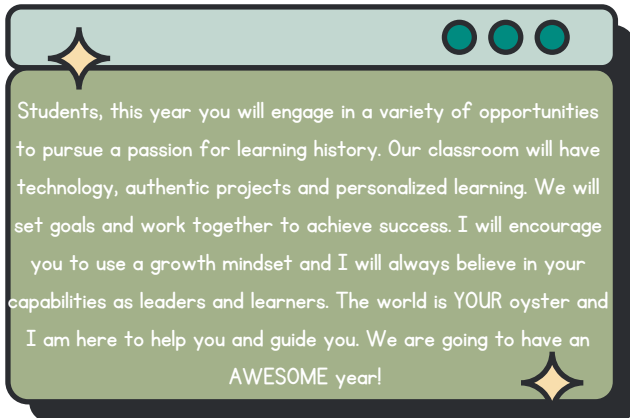 Students, this year you will engage in a variety of opportunities
to pursue a passion for learning history. Our classroom will have
technology, authentic projects and personalized learning. We will
set goals and work together to achieve success. I will encourage
you to use a growth mindset and I will always believe in your
capabilities as leaders and learners. The world is YOUR oyster and
I am here to help you and guide you. We are going to have an
AWESOME year!